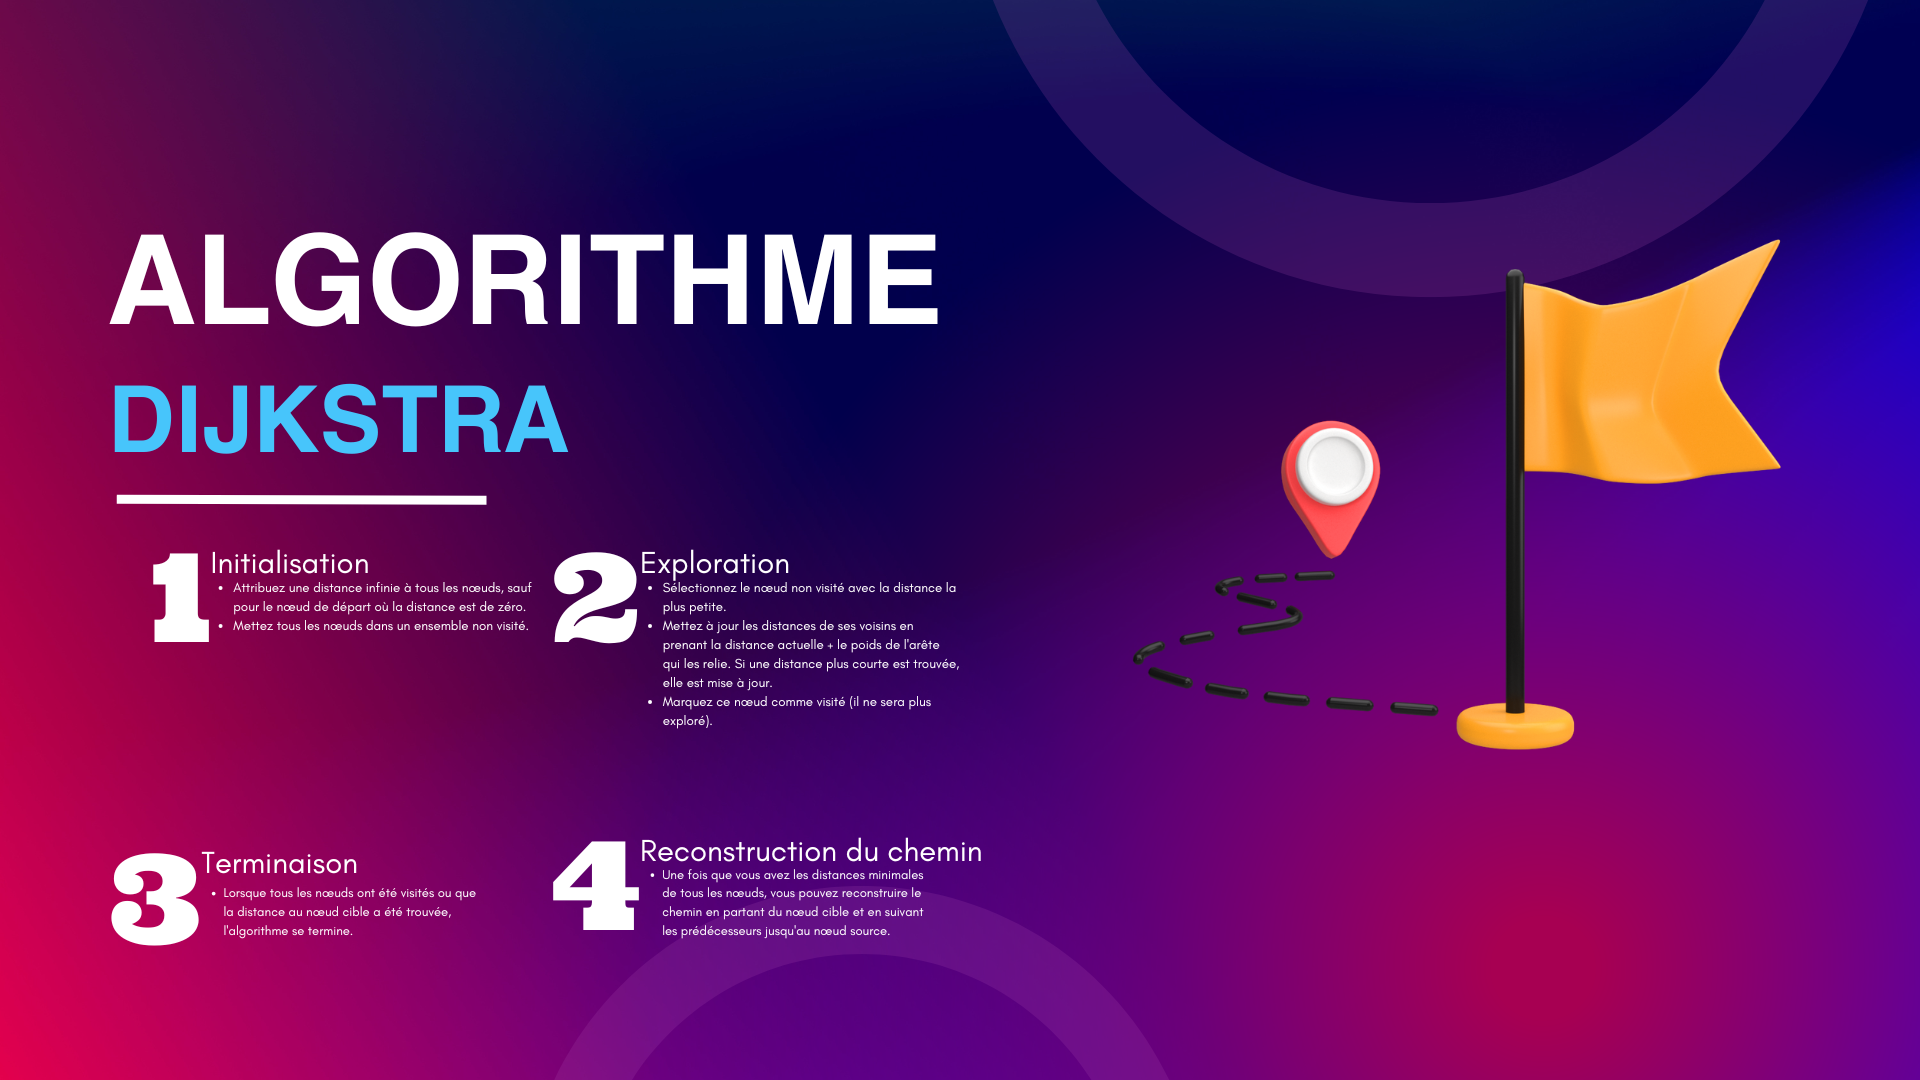 ALGORITHME
DIJKSTRA
1
Initialisation
• Attribuez une distance infinie à tous les nœuds, sauf
pour le nœud de départ où la distance est de zéro.
• Mettez tous les nœuds dans un ensemble non visité.
2
Exploration
• Sélectionnez le nœud non visité avec la distance la
plus petite.
• Mettez à jour les distances de ses voisins en
prenant la distance actuelle + le poids de l'arête
qui les relie. Si une distance plus courte est trouvée,
elle est mise à jour.
• Marquez ce nœud comme visité (il ne sera plus
exploré).
3
Terminaison
• Lorsque tous les nœuds ont été visités ou que
la distance au nœud cible a été trouvée,
l'algorithme se termine.
4
Reconstruction du chemin
• Une fois que vous avez les distances minimales
de tous les nœuds, vous pouvez reconstruire le
chemin en partant du nœud cible et en suivant
les prédécesseurs jusqu'au nœud source.